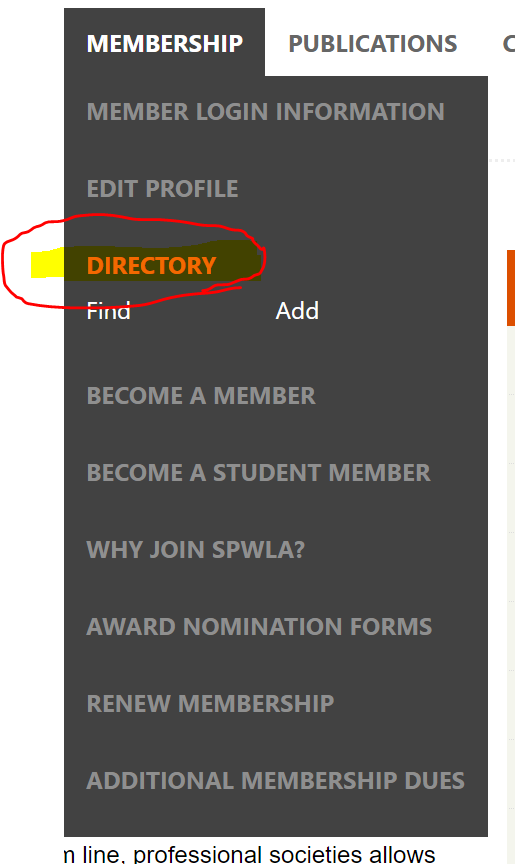 MEMBERSHIP PUBLICATIONS
MEMBER LOGIN INFORMATION
EDIT PROFILE
DIRECTORY
Find Add
BECOME A MEMBER
BECOME A STUDENT MEMBER
WHY JOIN SPWLA?
AWARD NOMINATION FORMS
RENEW MEMBERSHIP
ADDITIONAL MEMBERSHIP DUES
line, professional societies allows